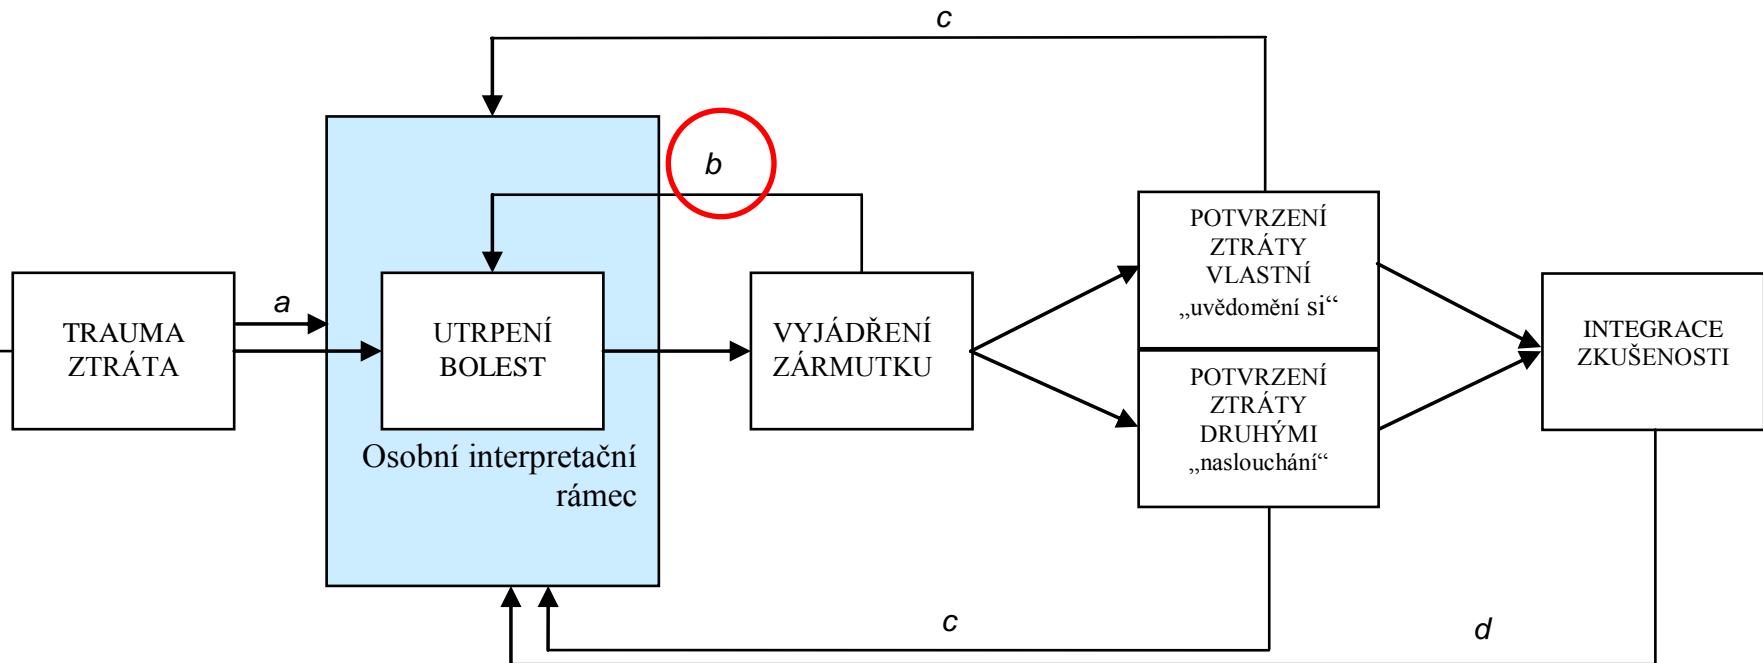 c
b
a
TRAUMA
ZTRÁTA
UTRPENÍ
BOLEST
Osobní interpretační
rámec
VYJÁDŘENÍ
ZÁRMUTKU
POTVRZENÍ
ZTRÁTY
VLASTNÍ
„uvědomění si“
POTVRZENÍ
ZTRÁTY
DRUHÝMI
„naslouchání“
INTEGRACE
ZKUŠENOSTI
c
d